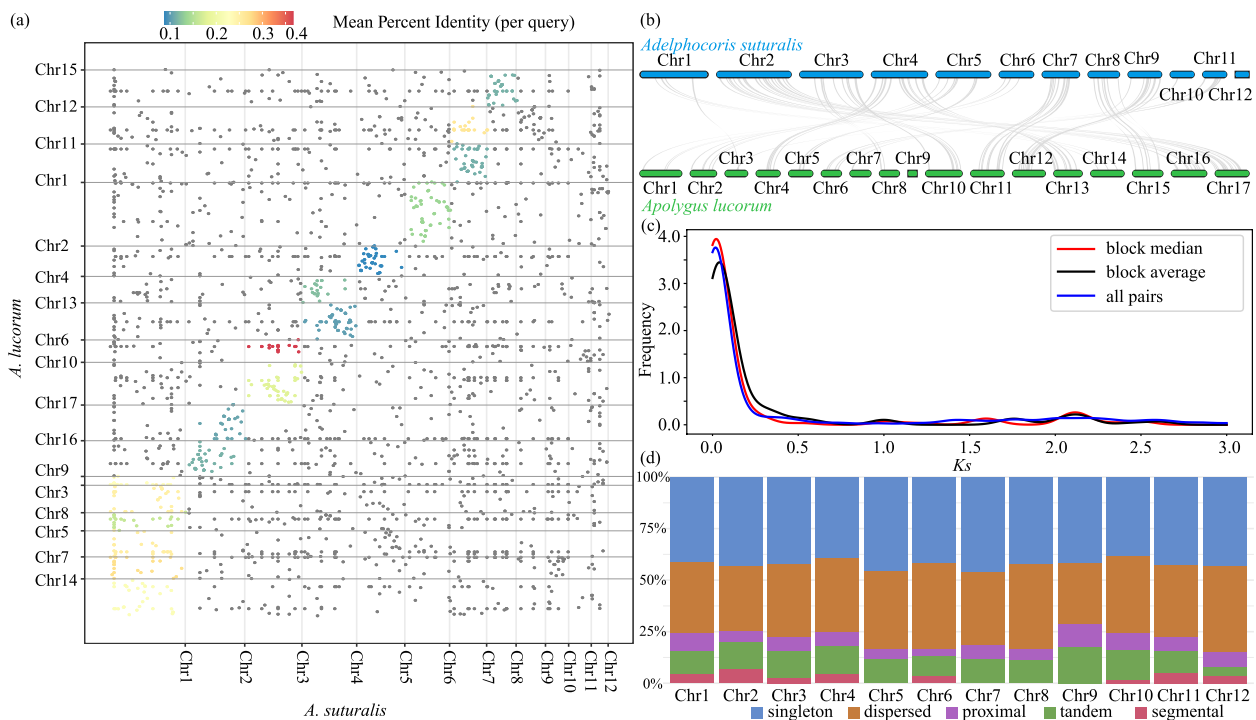 (a)
Mean Percent Identity (per query)
0.1 0.2 0.3 0.4
Chr15
Chr12
Chr11
Chr1
Chr2
Chr4
Chr13
Chr6
Chr10
Chr17
Chr16
Chr9
Chr3
Chr8
Chr5
Chr7
Chr14
A. lucorum
Chr1 Chr2 Chr3 Chr4 Chr5 Chr6 Chr7 Chr8 Chr9 Chr10 Chr11 Chr12
A. suturalis
(b)
Adelphocoris suturalis
Chr1 Chr2 Chr3 Chr4 Chr5 Chr6 Chr7 Chr8 Chr9 Chr11
Chr10 Chr12
Chr3 Chr5 Chr7 Chr9 Chr12 Chr14 Chr16
Chr1 Chr2 Chr4 Chr6 Chr8 Chr10 Chr11 Chr13 Chr15 Chr17
Apolygus lucorum
(c)
4.0
3.0
2.0
1.0
0.0
Frequency
block median
block average
all pairs
0.0 0.5 1.0 1.5 2.0 2.5 3.0
Ks
(d)
100%
75%
50%
25%
0%
Chr1 Chr2 Chr3 Chr4 Chr5 Chr6 Chr7 Chr8 Chr9 Chr10 Chr11 Chr12
singleton dispersed proximal tandem segmental